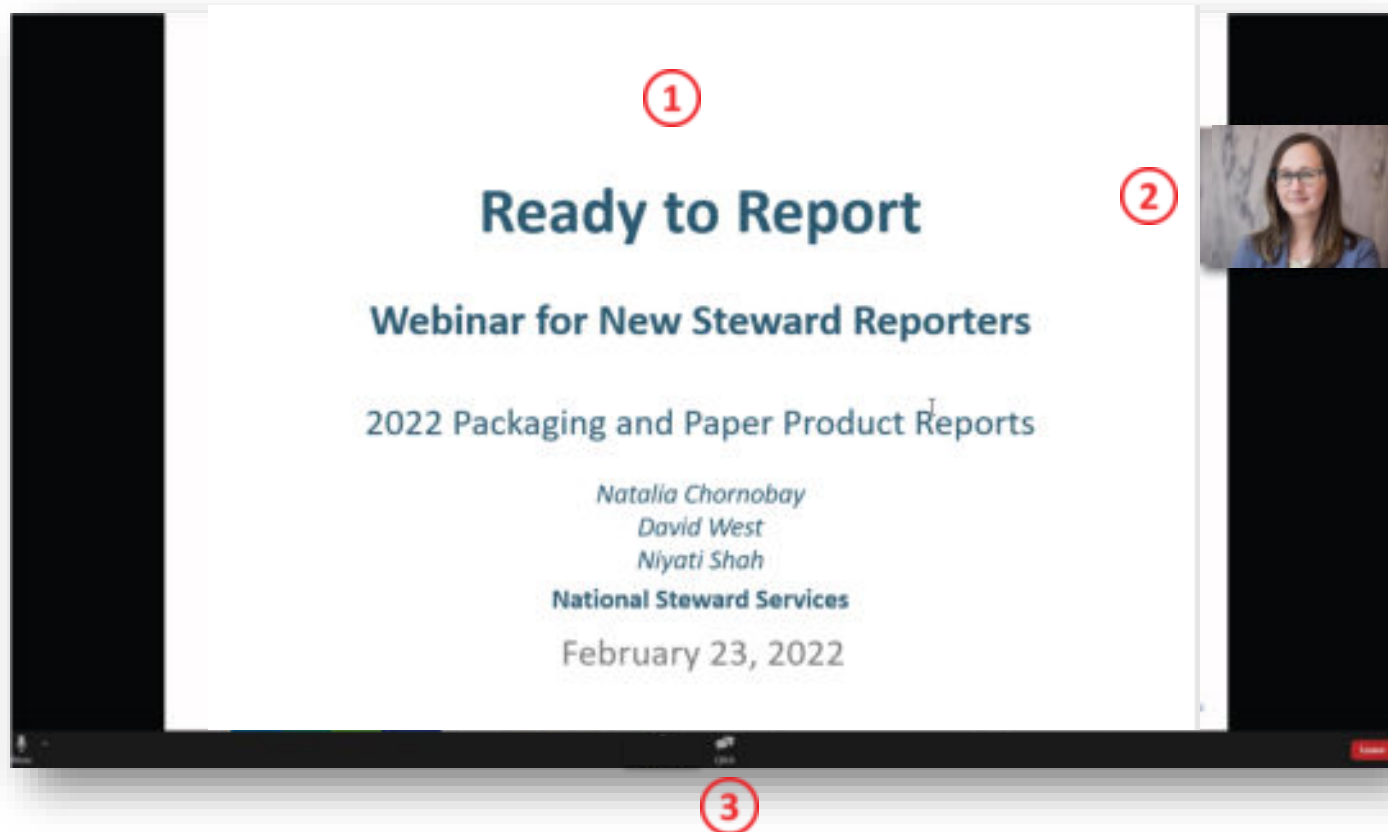 1
Ready to Report
2
Webinar for New Steward Reporters
2022 Packaging and Paper Product Reports
Natalia Chornobay
David West
Niyati Shah
National Steward Services
February 23, 2022
Leave
3